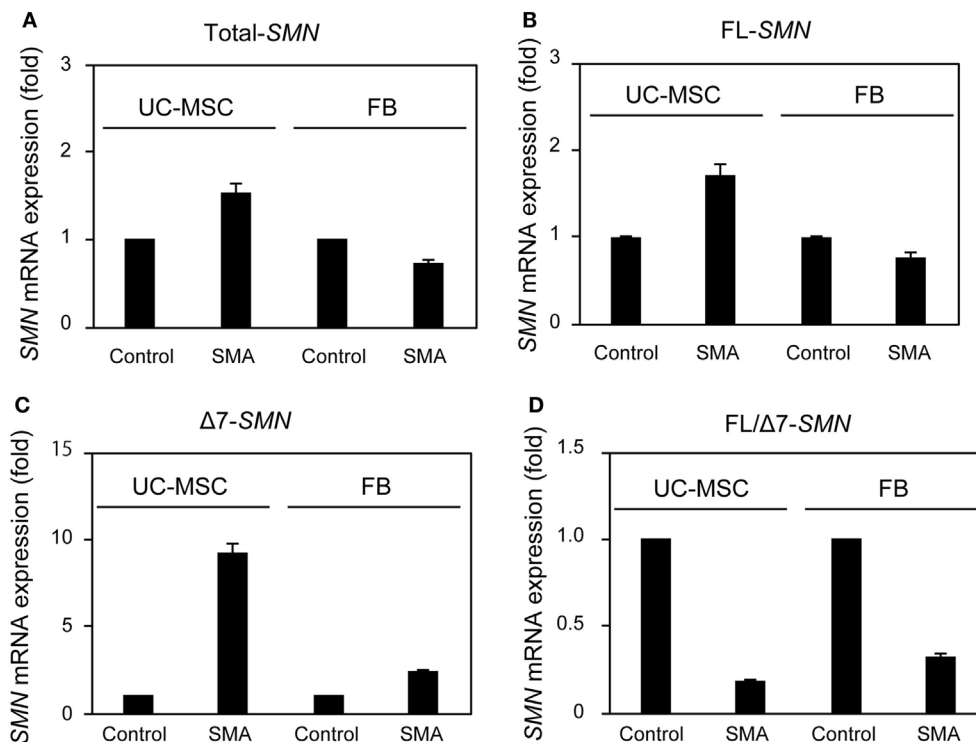 A
Total-SMN
SMN mRNA expression (fold)
3
2
1
0
UC-MSC FB
Control SMA Control SMA
B
FL-SMN
SMN mRNA expression (fold)
3
2
1
0
UC-MSC FB
Control SMA Control SMA
C
Δ7-SMN
SMN mRNA expression (fold)
15
10
5
0
UC-MSC FB
Control SMA Control SMA
D
FL/Δ7-SMN
SMN mRNA expression (fold)
1.5
1.0
0.5
0
UC-MSC FB
Control SMA Control SMA